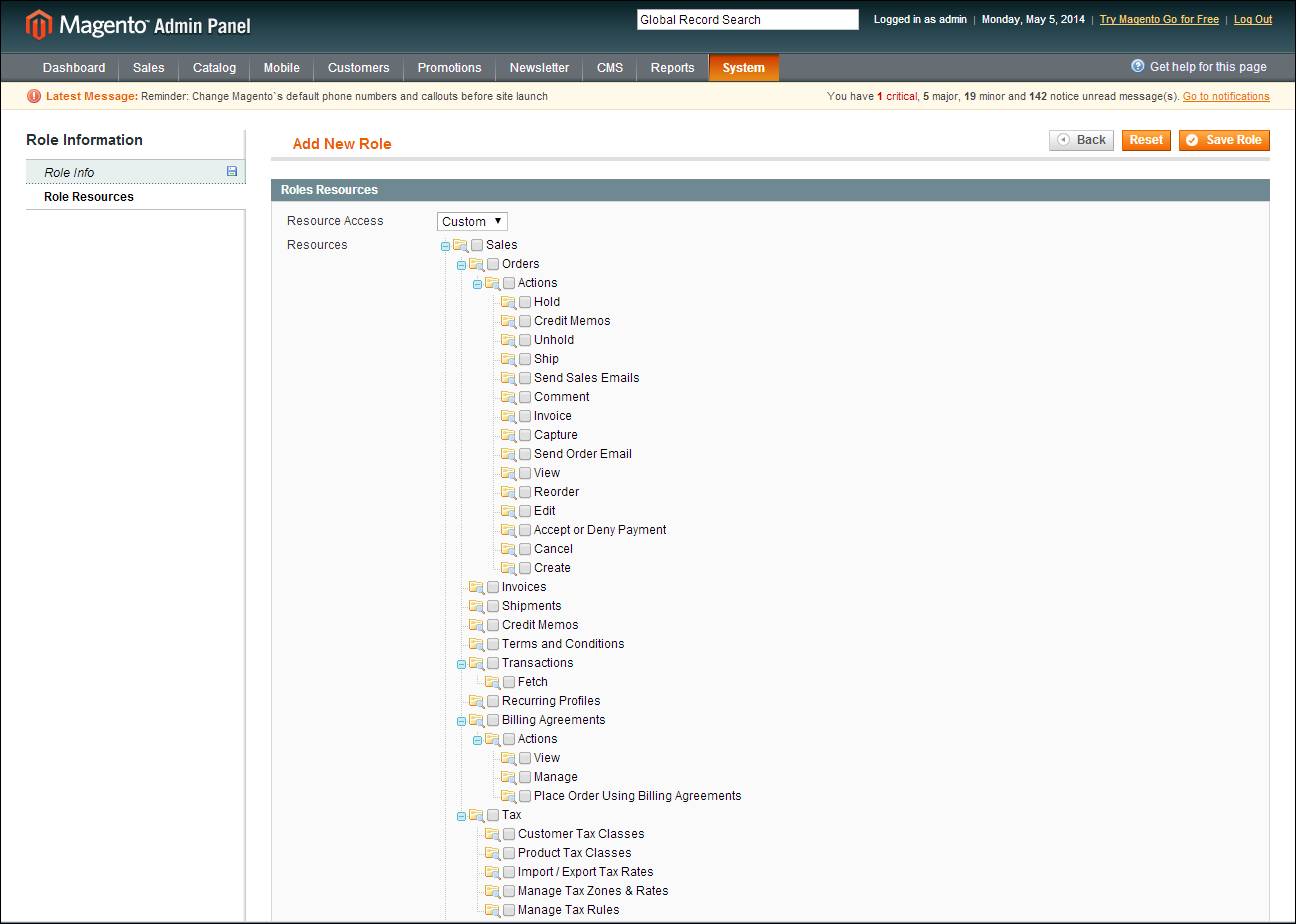 Magento™ Admin Panel
Global Record Search
Logged in as admin | Monday, May 5, 2014 | Try Magento Go for Free | Log Out
Dashboard Sales Catalog Mobile Customers Promotions Newsletter CMS Reports System
Get help for this page
Latest Message: Reminder: Change Magento`s default phone numbers and callouts before site launch
You have 1 critical, 5 major, 19 minor and 142 notice unread message(s). Go to notifications
Role Information
Role Info
Role Resources
Add New Role
Back Reset Save Role
Roles Resources
Resource Access Custom
Resources
Sales
Orders
Actions
Hold
Credit Memos
Unhold
Ship
Send Sales Emails
Comment
Invoice
Capture
Send Order Email
View
Reorder
Edit
Accept or Deny Payment
Cancel
Create
Invoices
Shipments
Credit Memos
Terms and Conditions
Transactions
Fetch
Recurring Profiles
Billing Agreements
Actions
View
Manage
Place Order Using Billing Agreements
Tax
Customer Tax Classes
Product Tax Classes
Import / Export Tax Rates
Manage Tax Zones & Rates
Manage Tax Rules